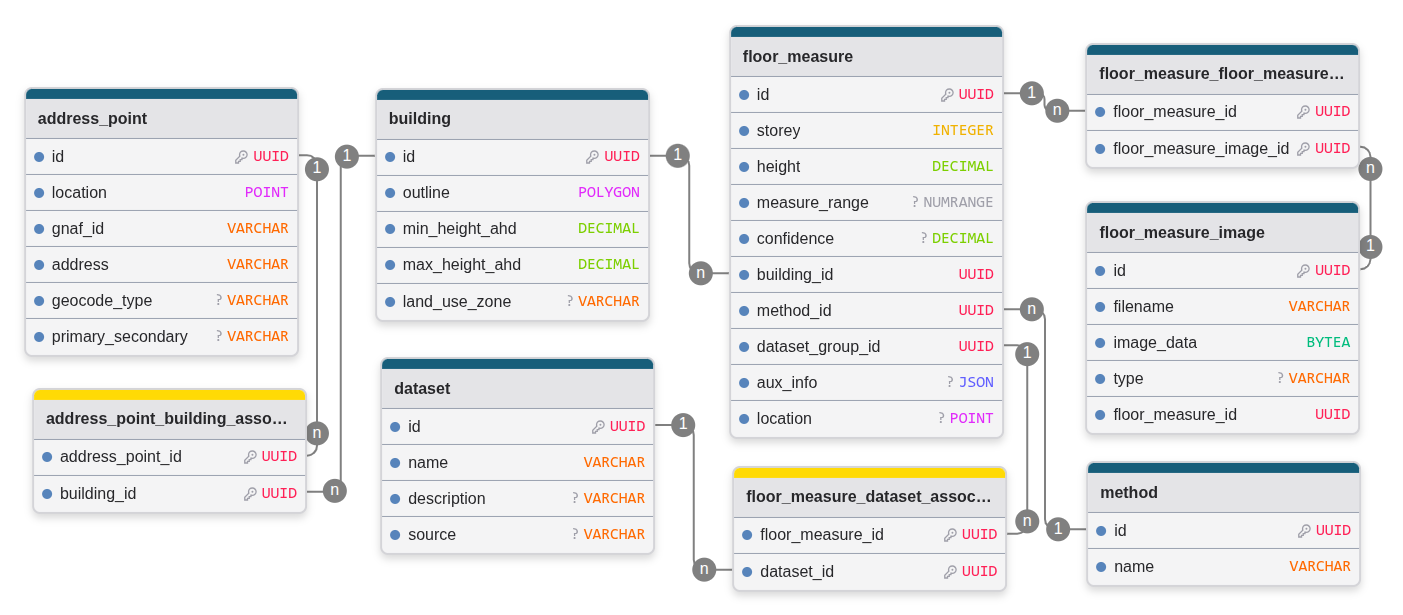 address_point
id UUID
location POINT
gnaf_id VARCHAR
address VARCHAR
geocode_type ? VARCHAR
primary_secondary ? VARCHAR
address_point_building_asso...
address_point_id UUID
building_id UUID
building
id UUID
outline POLYGON
min_height_ahd DECIMAL
max_height_ahd DECIMAL
land_use_zone ? VARCHAR
dataset
id UUID
name VARCHAR
description ? VARCHAR
source ? VARCHAR
floor_measure
id UUID
storey INTEGER
height DECIMAL
measure_range ? NUMRANGE
confidence ? DECIMAL
building_id UUID
method_id UUID
dataset_group_id UUID
aux_info ? JSON
location ? POINT
floor_measure_dataset_assoc...
floor_measure_id UUID
dataset_id UUID
floor_measure_floor_measure...
floor_measure_id UUID
floor_measure_image_id UUID
floor_measure_image
id UUID
filename VARCHAR
image_data BYTEA
type ? VARCHAR
floor_measure_id UUID
method
id UUID
name VARCHAR
1
n
1
n
1
n
1
n
1
n
n
1
1
n
n
1